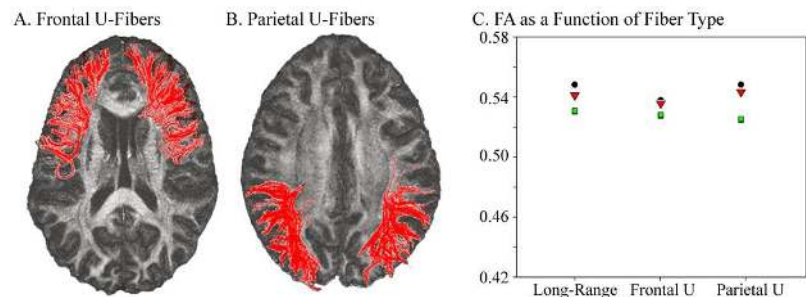 A. Frontal U-Fibers
B. Parietal U-Fibers
C. FA as a Function of Fiber Type
0.58
0.54
0.50
0.46
0.42
Long-Range Frontal U Parietal U